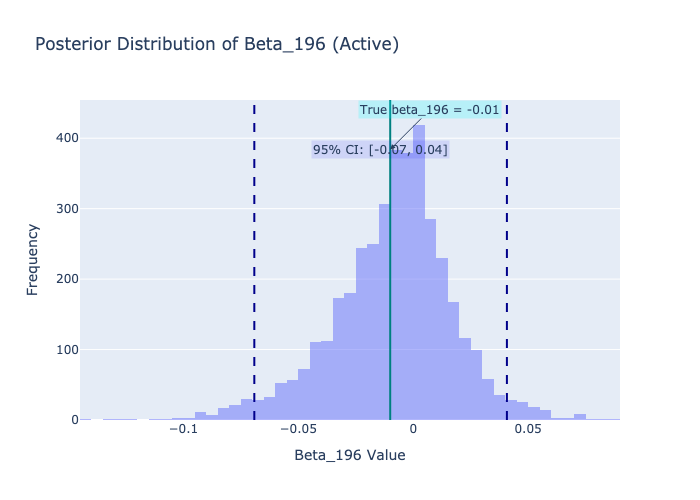 Posterior Distribution of Beta_196 (Active)
True beta_196 = -0.01
95% CI: [-0.07, 0.04]
400
300
200
100
0
Frequency
−0.1
−0.05
0
0.05
Beta_196 Value